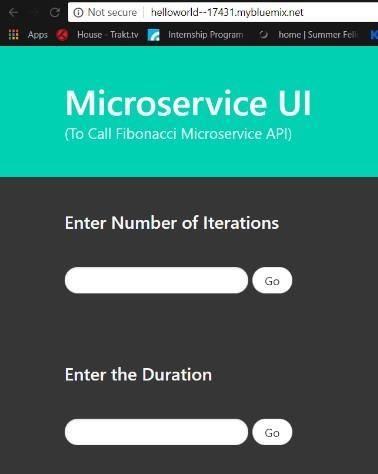 Not secure | helloworld--17431.mybluemix.net
Apps House - Trakt.tv Internship Program home | Summer Fell
Microservice UI
(To Call Fibonacci Microservice API)
Enter Number of Iterations
Go
Enter the Duration
Go